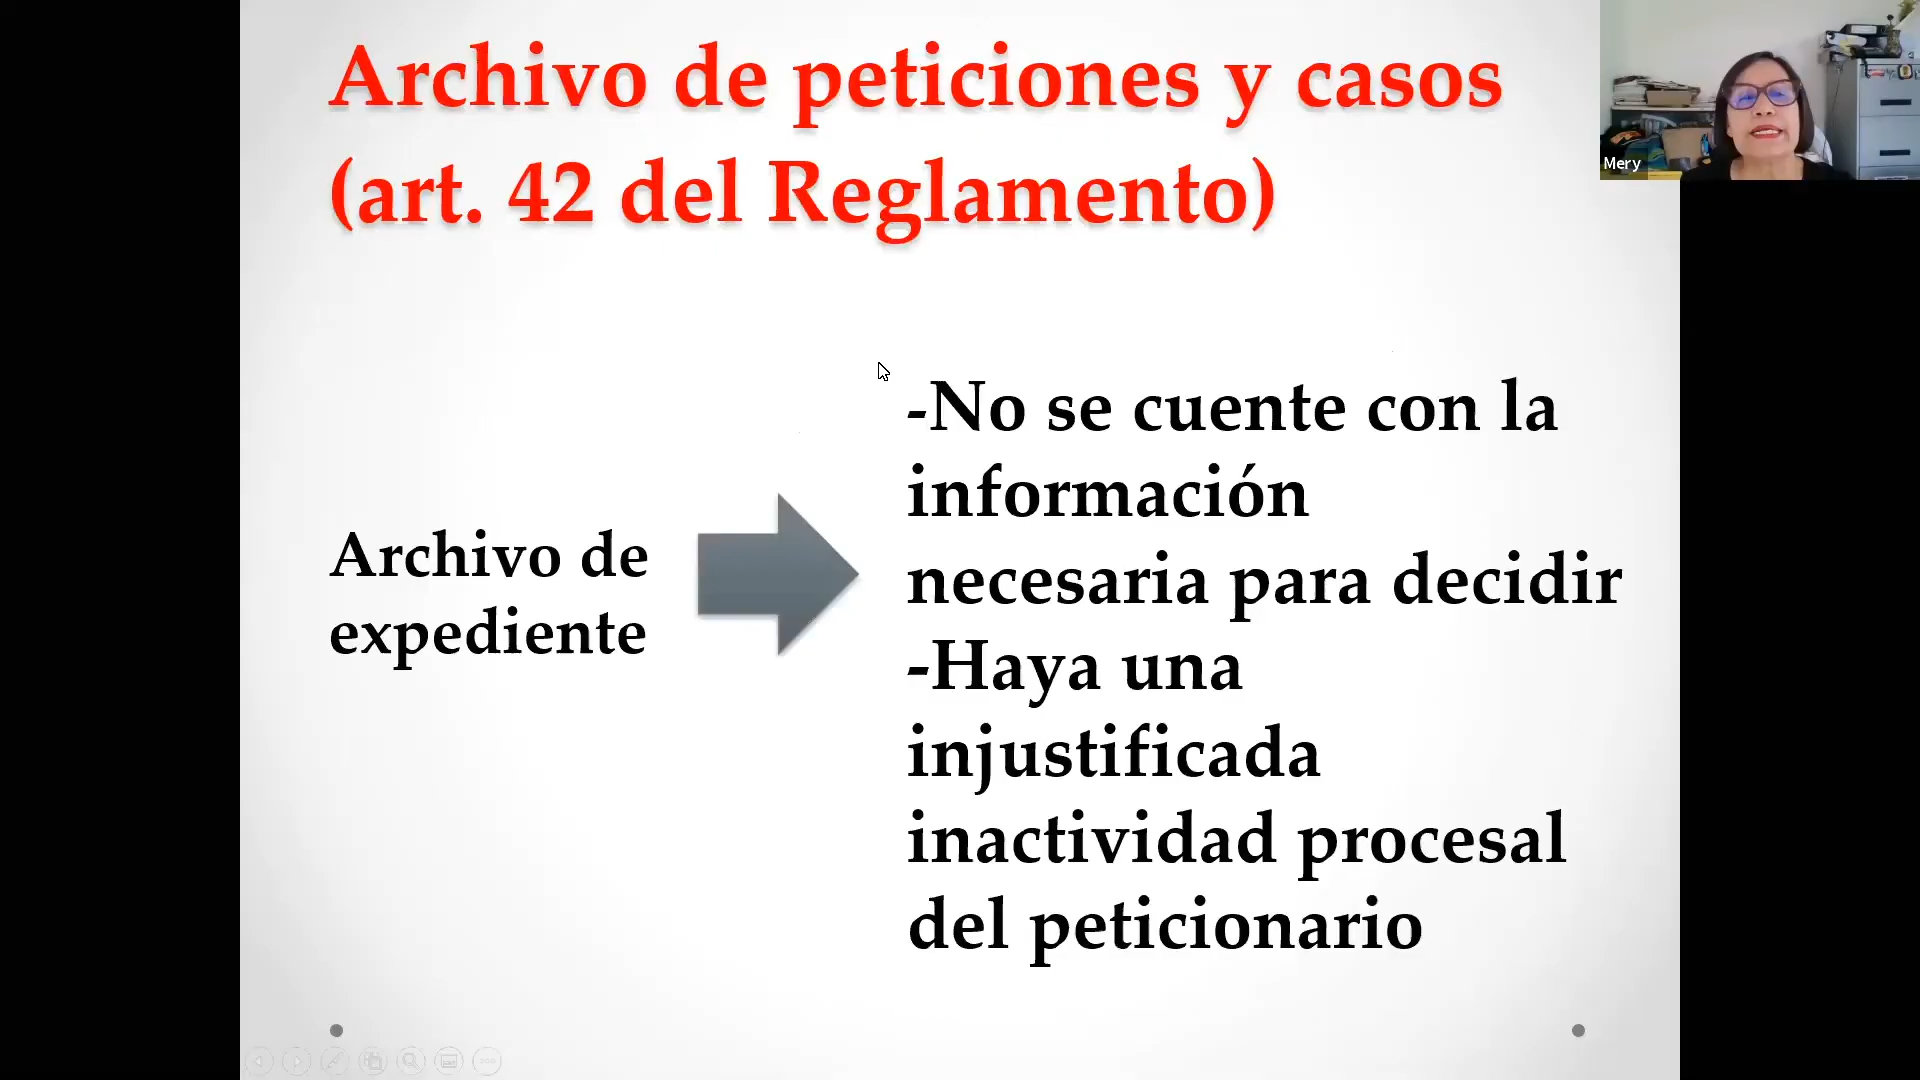 Archivo de peticiones y casos
(art. 42 del Reglamento)
Mery
Archivo de
expediente
-No se cuente con la
información
necesaria para decidir
-Haya una
injustificada
inactividad procesal
del peticionario